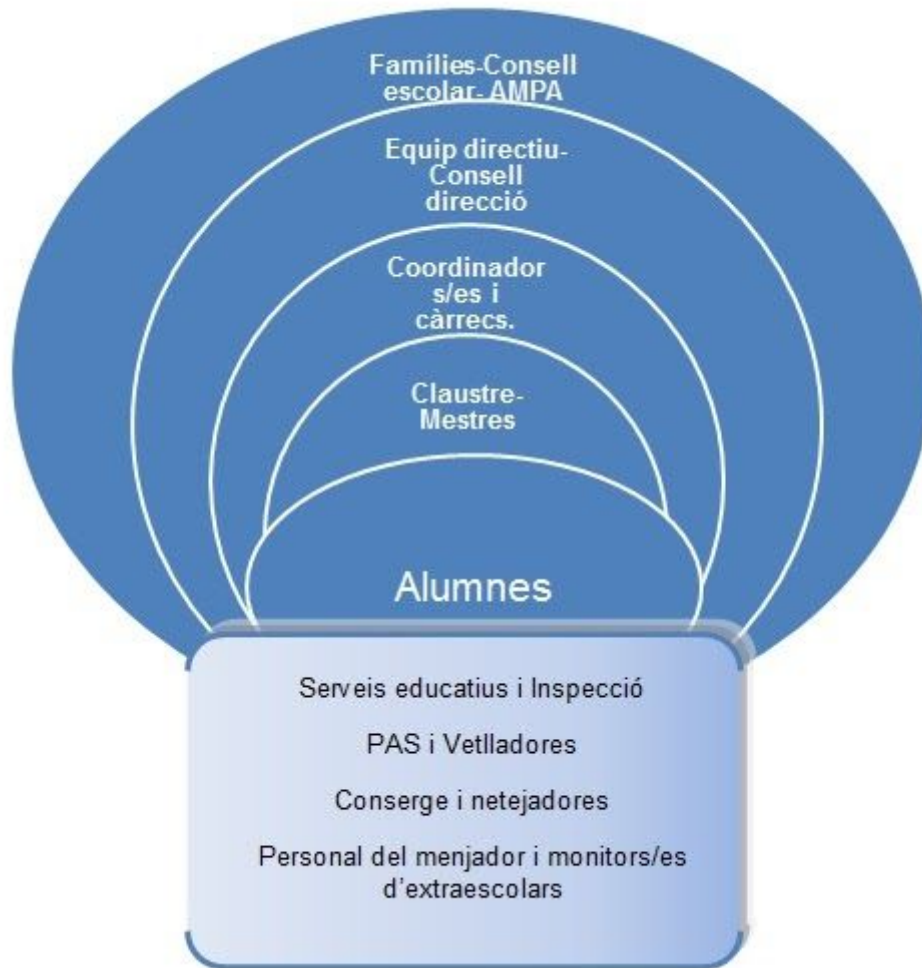 Famílies-Consell
escolar- AMPA
Equip directiu-
Consell
direcció
Coordinador
s/es i
càrrecs.
Claustre-
Mestres
Alumnes
Serveis educatius i Inspecció
PAS i Vetlladores
Conserge i netejadores
Personal del menjador i monitors/es
d'extraescolars